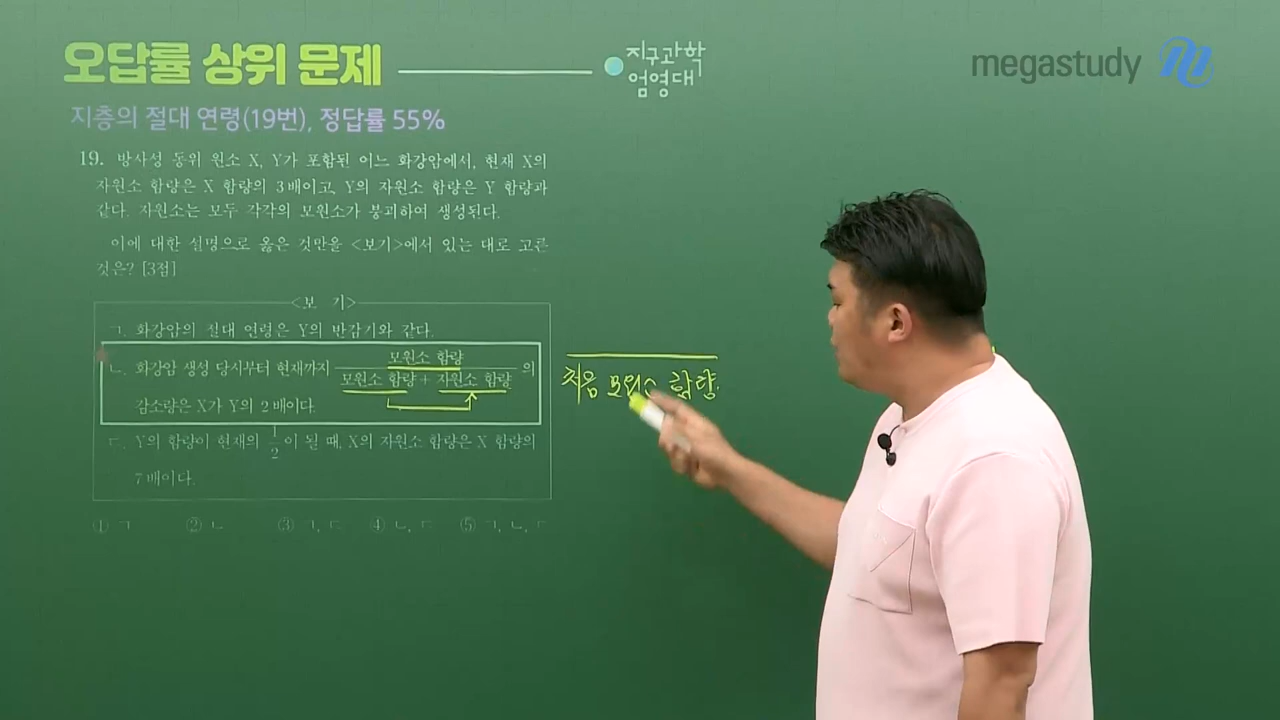 오답률 상위 문제
지구과학
엄영대
megastudy
지층의 절대 연령(19번), 정답률 55%
19. 방사성 동위 원소 X, Y가 포함된 어느 화강암에서, 현재 X의
자원소 함량은 X 함량의 3배이고, Y의 자원소 함량은 Y 함량과
같다. 자원소는 모두 각각의 모원소가 붕괴하여 생성된다.
이에 대한 설명으로 옳은 것만을 <보기>에서 있는 대로 고른
것은? [3점]
<보 기>
ㄱ. 화강암의 절대 연령은 Y의 반감기와 같다.
ㄴ. 화강암 생성 당시부터 현재까지 모원소 함량 / 모원소 함량 + 자원소 함량 의
감소량은 X가 Y의 2배이다.
처음 모원소 함량
ㄷ. Y의 함량이 현재의 1/2이 될 때, X의 자원소 함량은 X 함량의
7배이다.
① ㄱ ② ㄴ ③ ㄱ, ㄷ ④ ㄴ, ㄷ ⑤ ㄱ, ㄴ, ㄷ